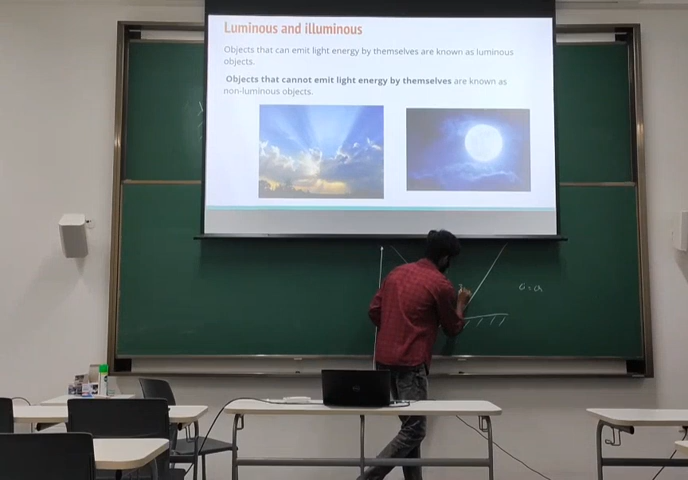 Luminous and illuminous
Objects that can emit light energy by themselves are known as luminous
objects.
Objects that cannot emit light energy by themselves are known as
non-luminous objects.